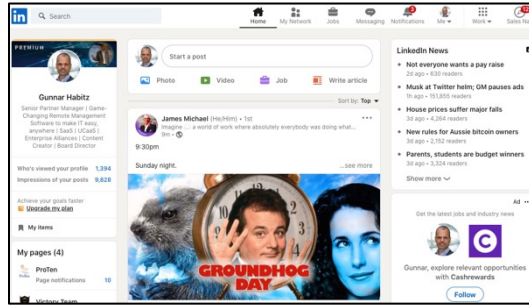 in
Search
Home
My Network
Jobs
Messaging
Notifications
Me
Work
Sales Na
PREMIUM
Gunnar Habitz
Senior Partner Manager | Game-
Changing Remote Management
Software to make IT easy,
anywhere | SaaS | UCaaS |
Enterprise Alliances | Content
Creator | Board Director
Who's viewed your profile 1,394
Impressions of your posts 9,628
Achieve your goals faster
Upgrade my plan
My items
My pages (4)
ProTen
Page notifications 10
Victory Team
Start a post
Photo
Video
Job
Write article
Sort by: Top
James Michael (He/Him) • 1st
Imagine ... a world of work where absolutely everybody was doing what...
9m •
9:30pm
Sunday night.
...see more
GROUNDHOG
DAY
LinkedIn News
Not everyone wants a pay raise
2d ago • 630 readers
Musk at Twitter helm; GM pauses ads
1h ago • 151,855 readers
House prices suffer major falls
3d ago • 4,264 readers
New rules for Aussie bitcoin owners
3d ago • 2,152 readers
Parents, students are budget winners
3d ago • 3,324 readers
Show more
Ad ...
Get the latest jobs and industry news
Gunnar, explore relevant opportunities
with Cashrewards
Follow